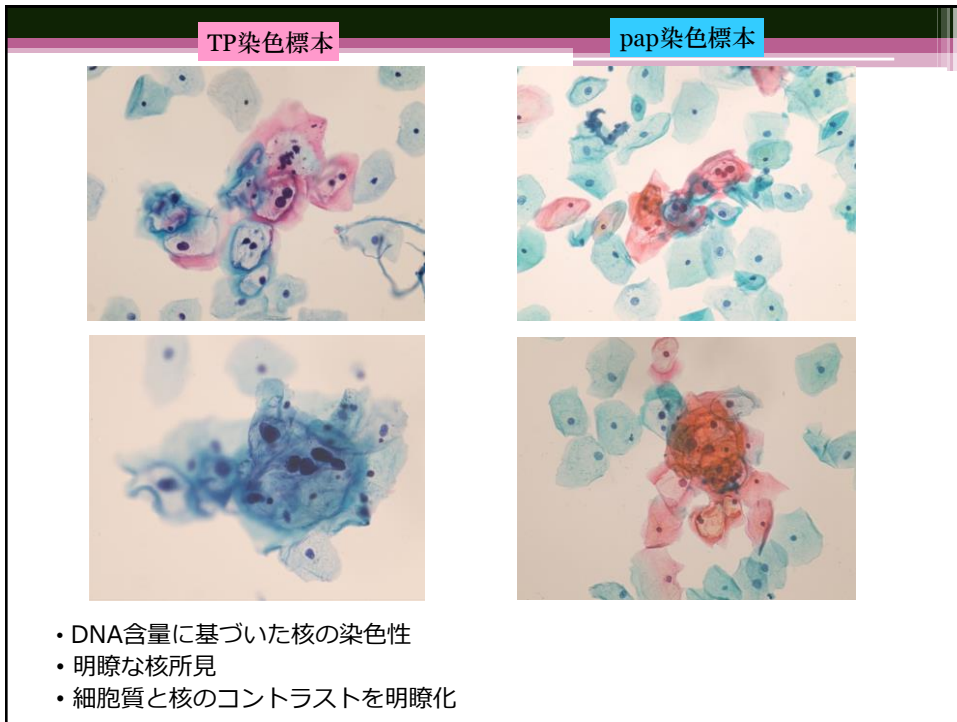 TP染色標本
pap染色標本
・DNA含量に基づいた核の染色性
・明瞭な核所見
・細胞質と核のコントラストを明瞭化